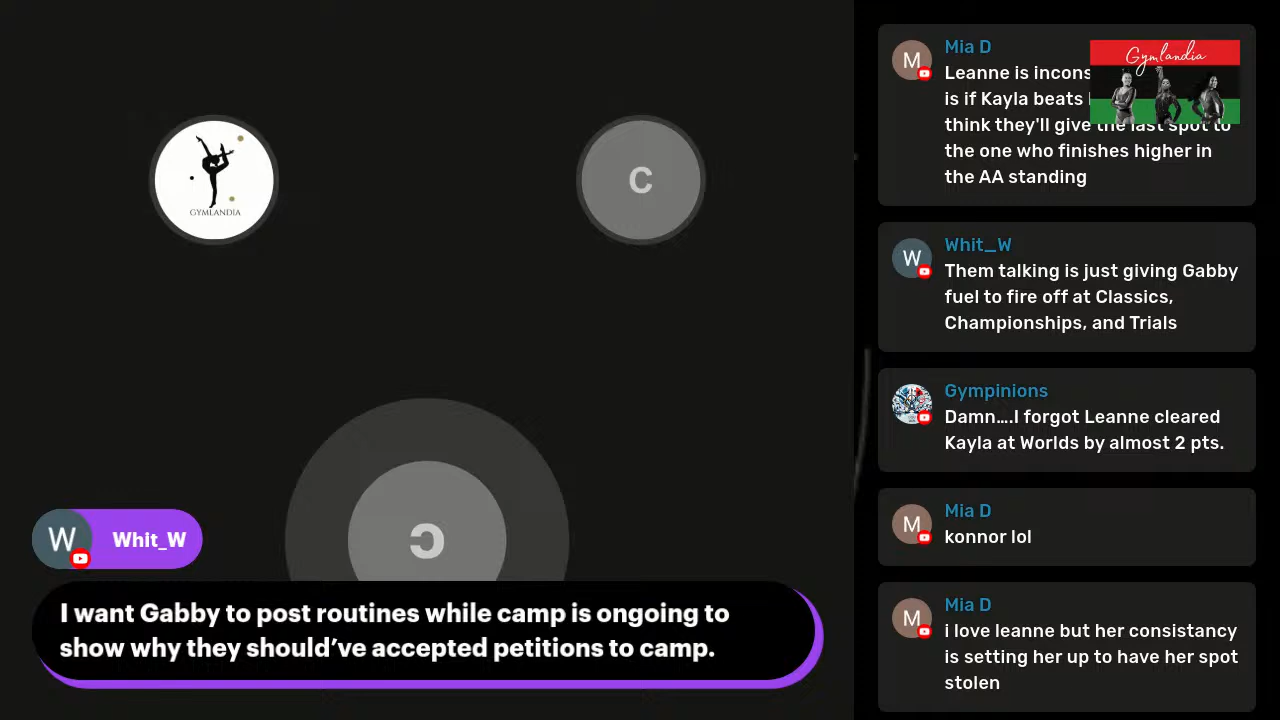 GYMLANDIA
C
C
W
Whit_W
I want Gabby to post routines while camp is ongoing to
show why they should’ve accepted petitions to camp.
Gymlandia
M
Mia D
Leanne is incons
is if Kayla beats
think they'll give the last spot to
the one who finishes higher in
the AA standing
W
Whit_W
Them talking is just giving Gabby
fuel to fire off at Classics,
Championships, and Trials
Gympinions
Damn....I forgot Leanne cleared
Kayla at Worlds by almost 2 pts.
M
Mia D
konnor lol
M
Mia D
i love leanne but her consistancy
is setting her up to have her spot
stolen